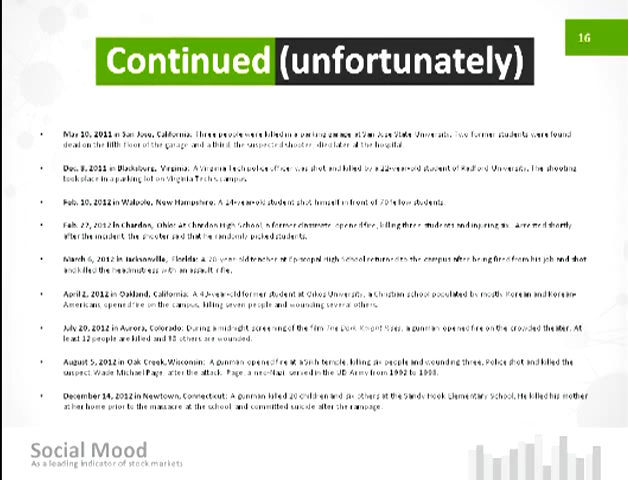 16
Continued (unfortunately)
• May 10, 2011 in San Jose, California: Three people were killed in a parking garage at San Jose State University. Two former students were found
dead on the fifth floor of the garage and a third, the suspected shooter, died later at the hospital.
• Dec. 8, 2011 in Blacksburg, Virginia: A Virginia Tech police officer was shot and killed by a 22-year-old student of Radford University. The shooting
took place in a parking lot on Virginia Tech's campus.
• Feb. 10, 2012 in Walpole, New Hampshire: A 14-year-old student shot himself in front of 70 fellow students.
• Feb. 27, 2012 in Chardon, Ohio: At Chardon High School, a former classmate opened fire, killing three students and injuring six. Arrested shortly
after the incident, the shooter said that he randomly picked students.
• March 6, 2012 in Jacksonville, Florida: A 28-year-old teacher at Episcopal High School returned to the campus after being fired from his job and shot
and killed the headmistress with an assault rifle.
• April 2, 2012 in Oakland, California: A 43-year-old former student at Oikos University, a Christian school populated by mostly Korean and Korean-
Americans, opened fire on the campus, killing seven people and wounding several others.
• July 20, 2012 in Aurora, Colorado: During a midnight screening of the film The Dark Knight Rises, a gunman opened fire on the crowded theater. At
least 12 people are killed and 38 others are wounded.
• August 5, 2012 in Oak Creek, Wisconsin: A gunman opened fire at a Sikh temple, killing six people and wounding three. Police shot and killed the
suspect, Wade Michael Page, after the attack. Page, a neo-Nazi, served in the US Army from 1992 to 1998.
• December 14, 2012 in Newtown, Connecticut: A gunman killed 20 children and six others at the Sandy Hook Elementary School. He killed his mother
at her home prior to the massacre at the school and committed suicide after the rampage.
Social Mood
As a leading indicator of stock markets